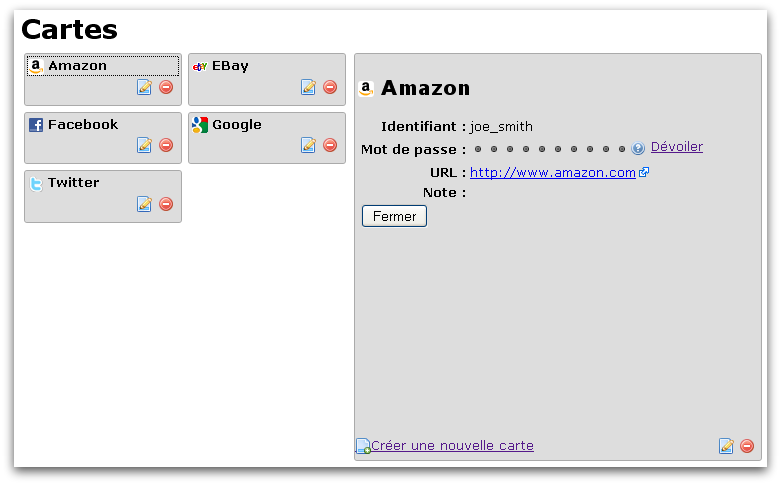 Cartes
Amazon
EBay
Facebook
Google
Twitter
Amazon
Identifiant : joe_smith
Mot de passe : ●●●●●●●●●● ? Dévoiler
URL : http://www.amazon.com
Note :
Fermer
Créer une nouvelle carte